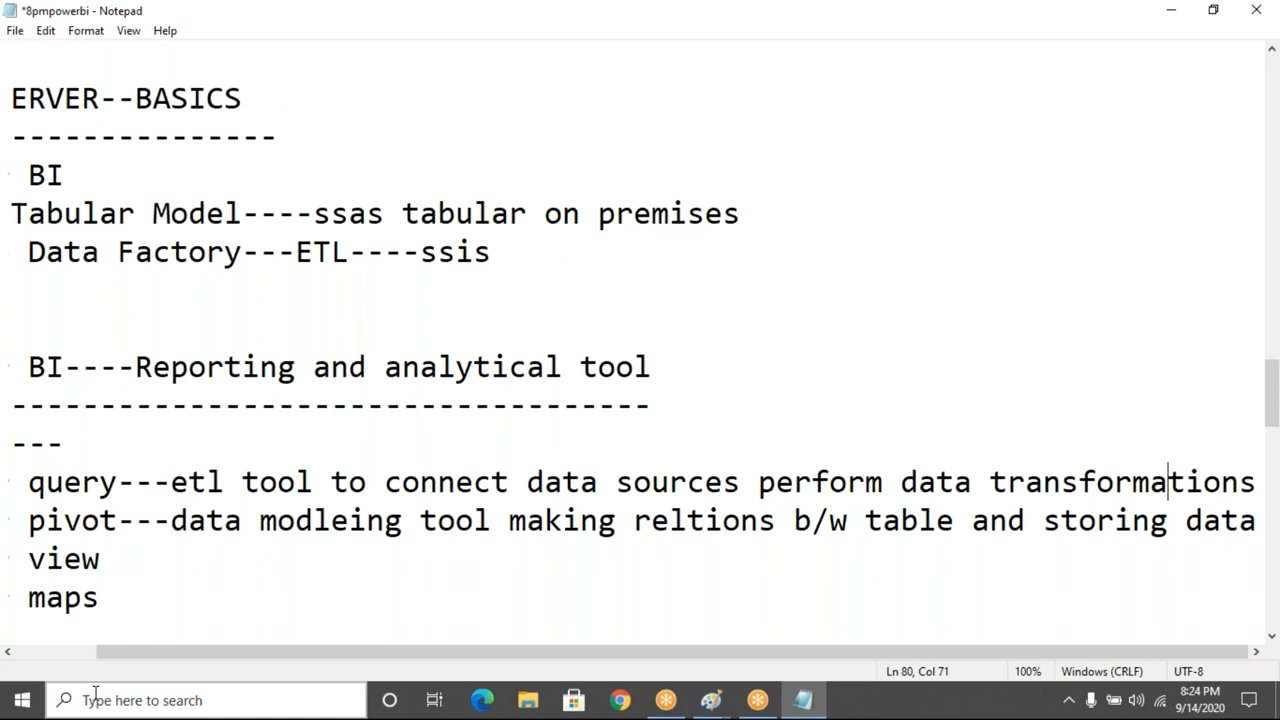 *8pmpowerbi - Notepad
File Edit Format View Help
ERVER--BASICS
---------------
BI
Tabular Model----ssas tabular on premises
Data Factory---ETL----ssis
BI----Reporting and analytical tool
------------------------------------
---
query---etl tool to connect data sources perform data transformations
pivot---data modleing tool making reltions b/w table and storing data
view
maps
Ln 80, Col 71 100% Windows (CRLF) UTF-8
Type here to search
8:24 PM
9/14/2020